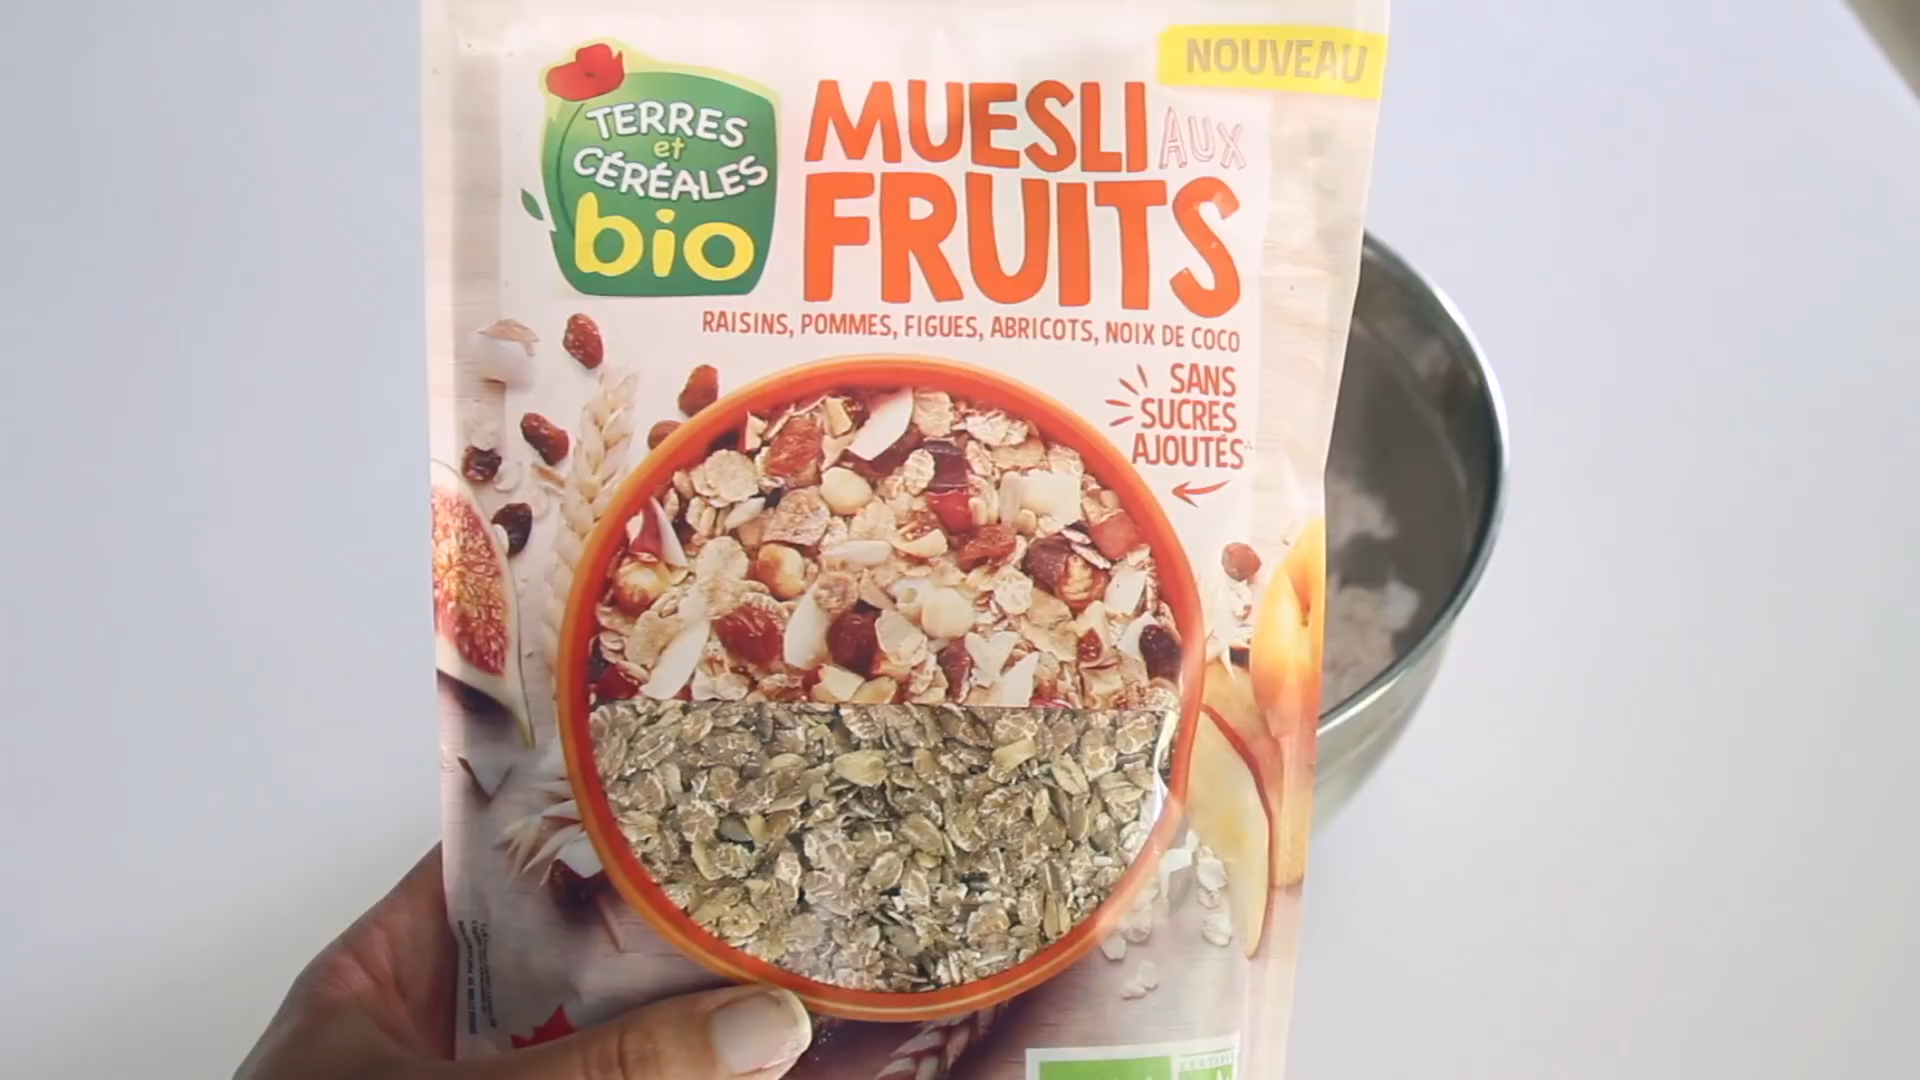 NOUVEAU
TERRES
et
CÉRÉALES
bio
MUESLI AUX
FRUITS
RAISINS, POMMES, FIGUES, ABRICOTS, NOIX DE COCO
SANS
SUCRES
AJOUTÉS